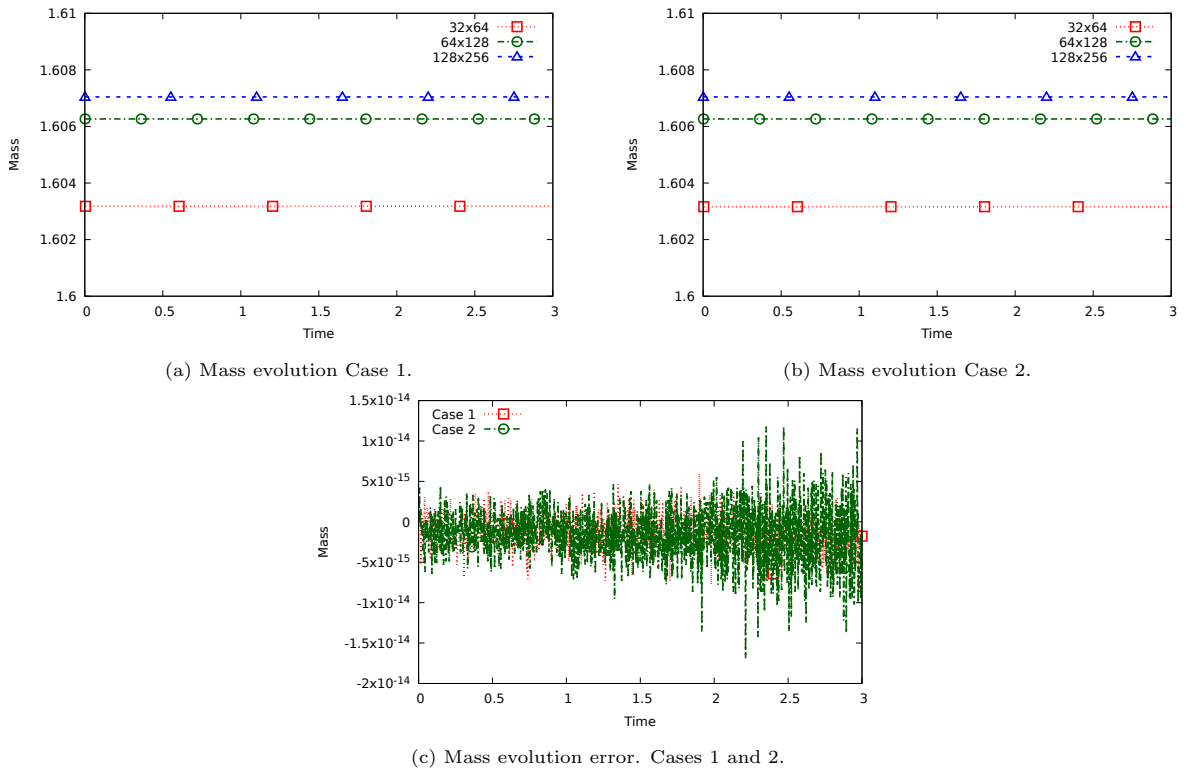 1.61
1.608
1.606
1.604
1.602
1.6
Mass
32x64
64x128
128x256
0 0.5 1 1.5 2 2.5 3
Time
(a) Mass evolution Case 1.
1.61
1.608
1.606
1.604
1.602
1.6
Mass
32x64
64x128
128x256
0 0.5 1 1.5 2 2.5 3
Time
(b) Mass evolution Case 2.
1.5x10⁻¹⁴
1x10⁻¹⁴
5x10⁻¹⁵
0
-5x10⁻¹⁵
-1x10⁻¹⁴
-1.5x10⁻¹⁴
-2x10⁻¹⁴
Mass
Case 1
Case 2
0 0.5 1 1.5 2 2.5 3
Time
(c) Mass evolution error. Cases 1 and 2.